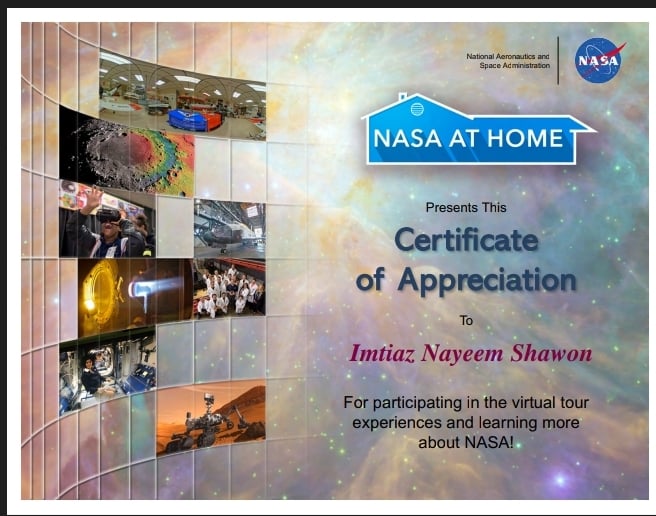 National Aeronautics and
Space Administration
NASA
NASA AT HOME
Presents This
Certificate
of Appreciation
To
Imtiaz Nayeem Shawon
For participating in the virtual tour
experiences and learning more
about NASA!